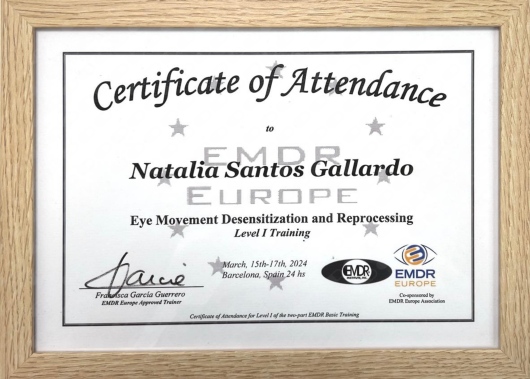 Certificate of Attendance
to
EMDR
Natalia Santos Gallardo
EUROPE
Eye Movement Desensitization and Reprocessing
Level I Training
March, 15th-17th, 2024
Barcelona, Spain 24 hs
Garcia
Francisca García Guerrero
EMDR Europe Approved Trainer
EMDR
EMDR
EUROPE
Co-sponsored by
EMDR Europe Association
Certificate of Attendance for Level I of the two-part EMDR Basic Training